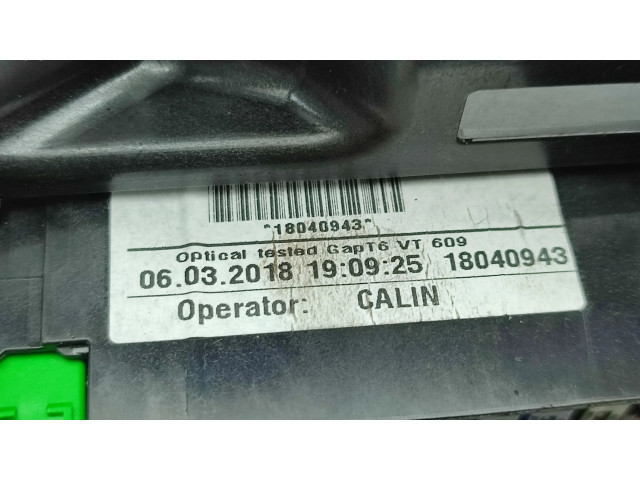 *18040943*
Optical tested GapT6 VT 609
06.03.2018 19:09:25 18040943
Operator: CALIN